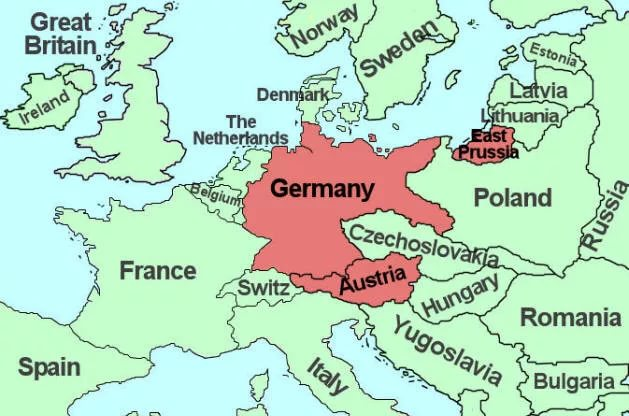 Norway
Sweden
Great
Britain
Estonia
Ireland
Denmark
Latvia
Lithuania
The
Netherlands
East
Prussia
Belgium
Germany
Poland
Russia
Czechoslovakia
France
Switz
Austria
Hungary
Romania
Yugoslavia
Spain
Italy
Bulgaria